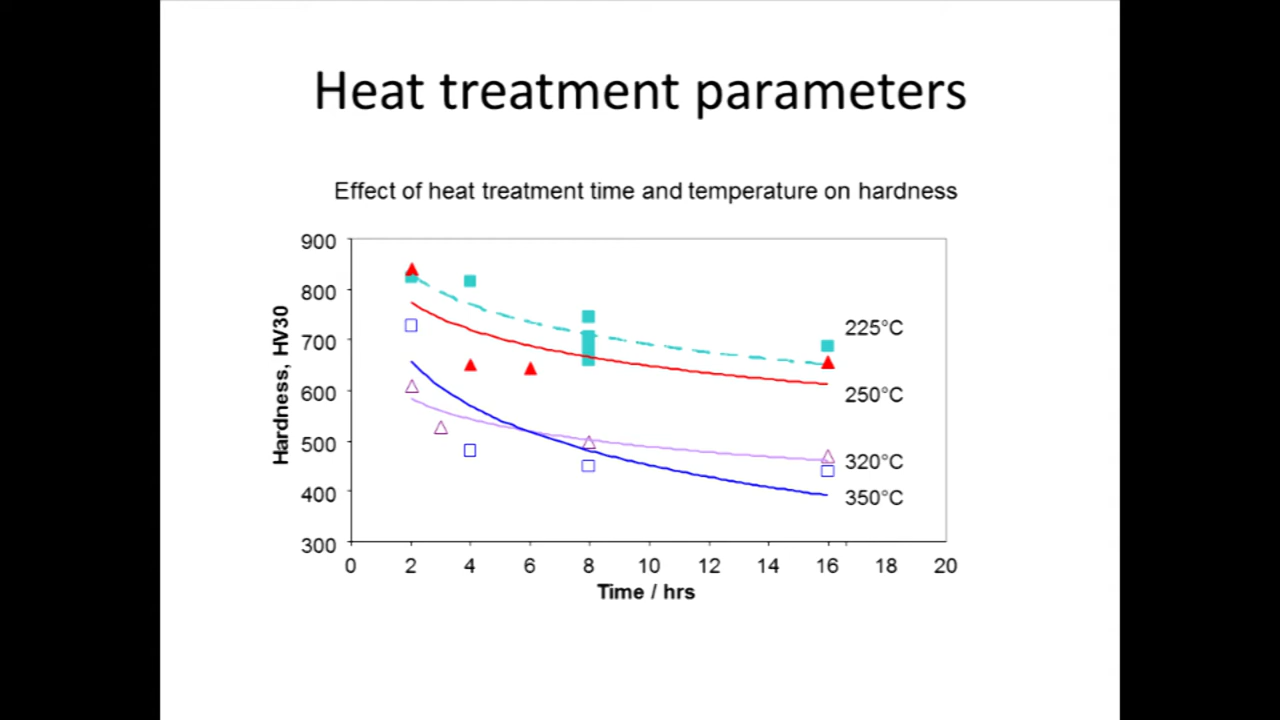 Heat treatment parameters
Effect of heat treatment time and temperature on hardness
900
800
700
600
500
400
300
Hardness, HV30
225°C
250°C
320°C
350°C
0 2 4 6 8 10 12 14 16 18 20
Time / hrs